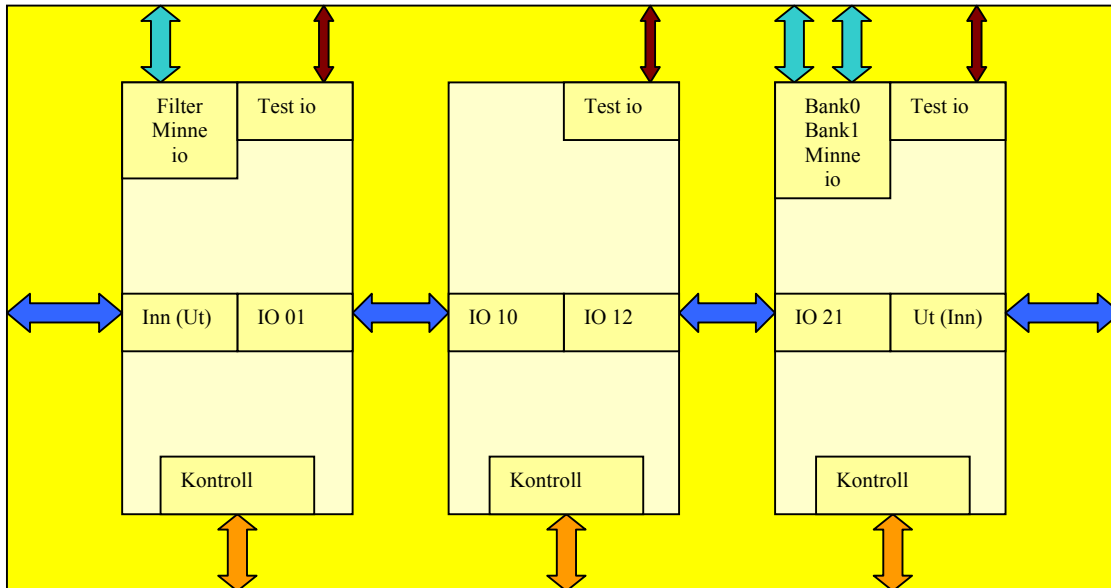 Filter
Minne
io
Test io
Test io
Bank0
Bank1
Minne
io
Test io
Inn (Ut)
IO 01
IO 10
IO 12
IO 21
Ut (Inn)
Kontroll
Kontroll
Kontroll